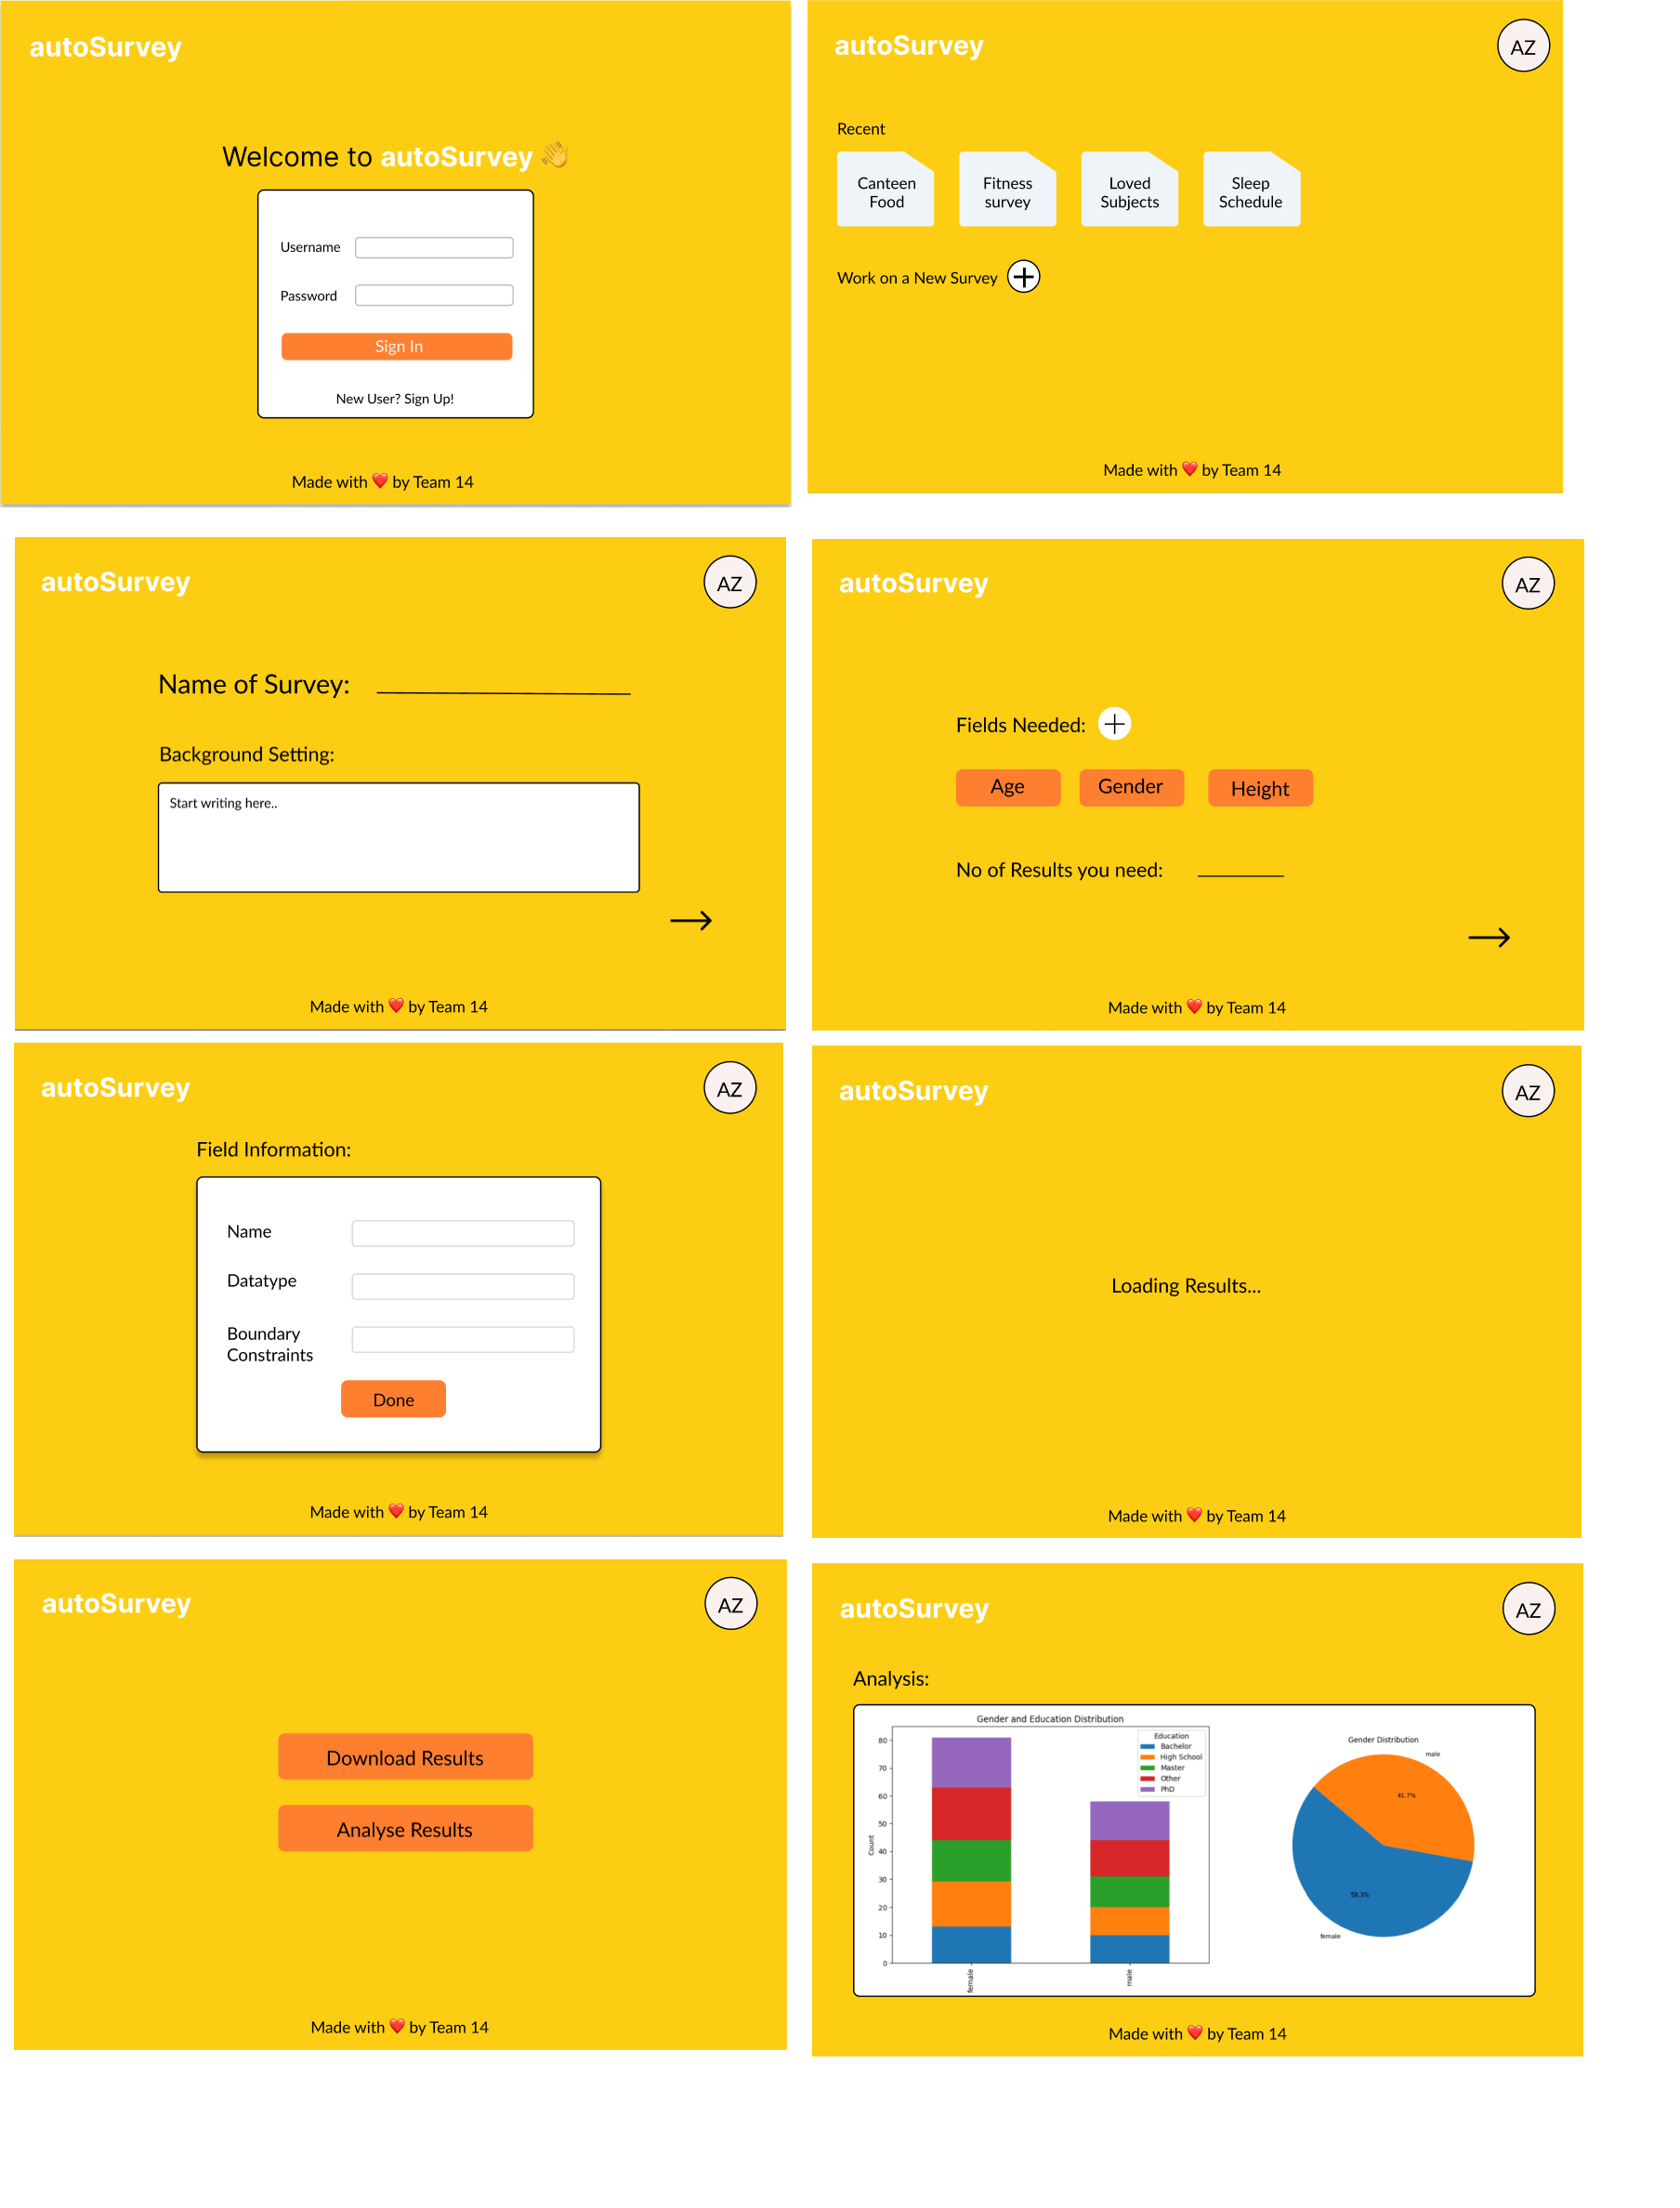 autoSurvey
Welcome to autoSurvey 👋
Username
Password
Sign In
New User? Sign Up!
Made with ❤️ by Team 14
autoSurvey
AZ
Recent
Canteen
Food
Fitness
survey
Loved
Subjects
Sleep
Schedule
Work on a New Survey
Made with ❤️ by Team 14
autoSurvey
AZ
Name of Survey:
Background Setting:
Start writing here..
Made with ❤️ by Team 14
autoSurvey
AZ
Fields Needed:
Age
Gender
Height
No of Results you need:
Made with ❤️ by Team 14
autoSurvey
AZ
Field Information:
Name
Datatype
Boundary
Constraints
Done
Made with ❤️ by Team 14
autoSurvey
AZ
Loading Results...
Made with ❤️ by Team 14
autoSurvey
AZ
Download Results
Analyse Results
Made with ❤️ by Team 14
autoSurvey
AZ
Analysis:
Gender and Education Distribution
Education
Bachelor
High School
Master
Other
PhD
80
70
60
50
40
30
20
10
0
Count
female
male
Gender Distribution
male
41.7%
58.3%
female
Made with ❤️ by Team 14